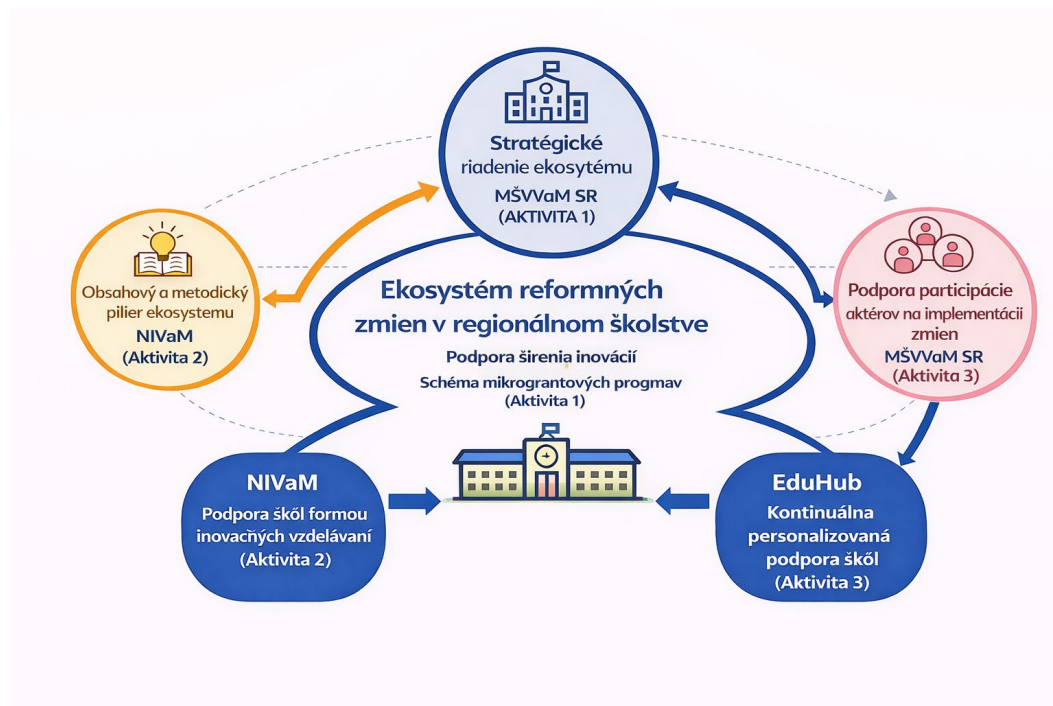 Stratégické
riadenie ekosytému
MŠVVaM SR
(AKTIVITA 1)
Obsahový a metodický
pilier ekosystemu
NIVaM
(Aktivita 2)
Podpora participácie
aktérov na implementácii
zmien
MŠVVaM SR
(Aktivita 3)
Ekosystém reformných
zmien v regionálnom školstve
Podpora širenia inovácií
Schéma mikrograntových progmav
(Aktivita 1)
NIVaM
Podpora škôl formou
inovačňych vzdelávaní
(Aktivita 2)
EduHub
Kontinuálna
personalizovaná
podpora škôl
(Aktivita 3)